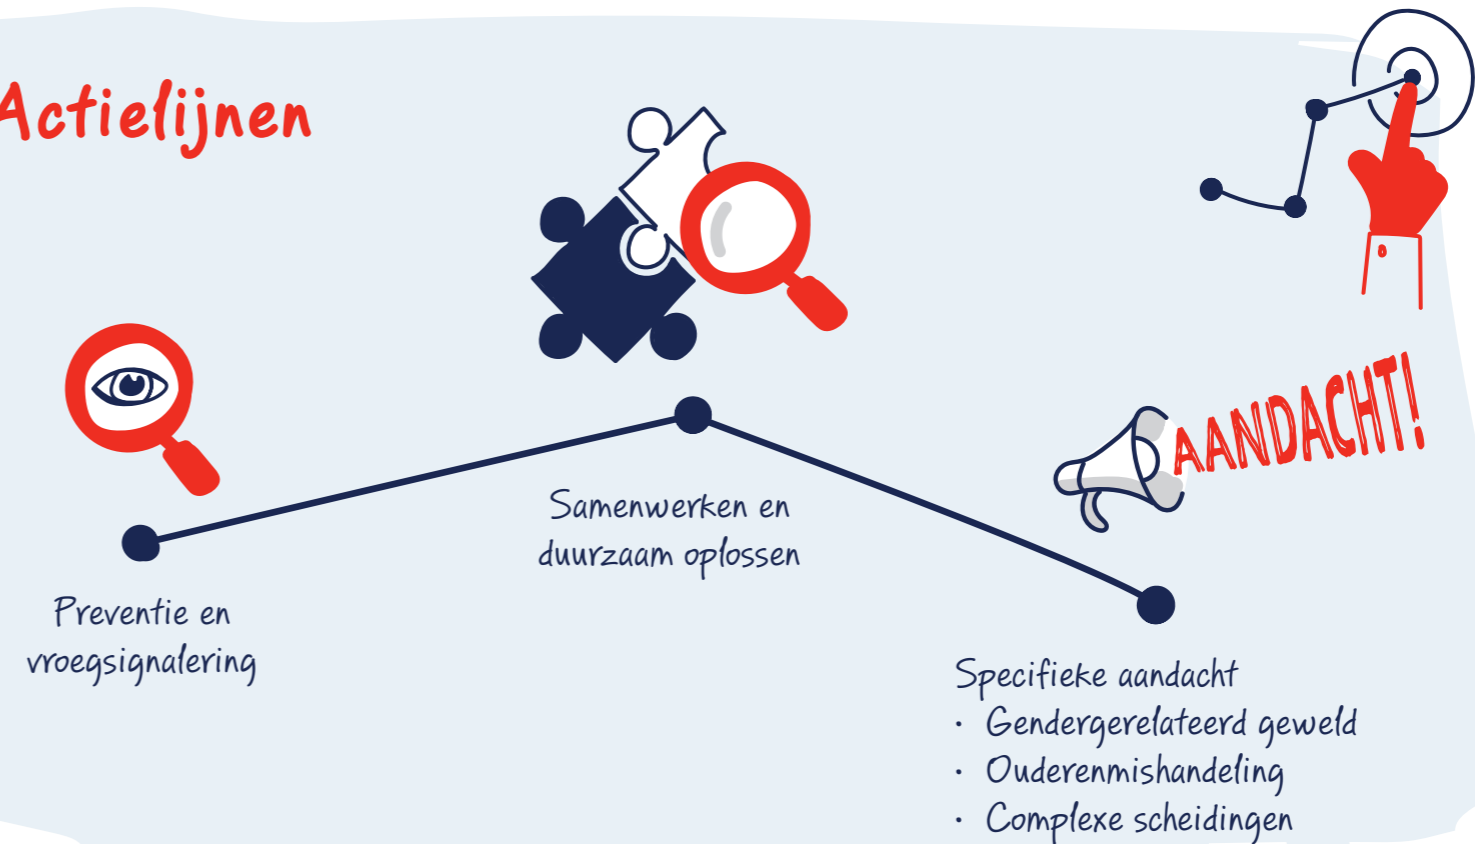 Actielijnen
AANDACHT!
Preventie en
vroegsignalering
Samenwerken en
duurzaam oplossen
Specifieke aandacht
• Gendergerelateerd geweld
• Ouderenmishandeling
• Complexe scheidingen